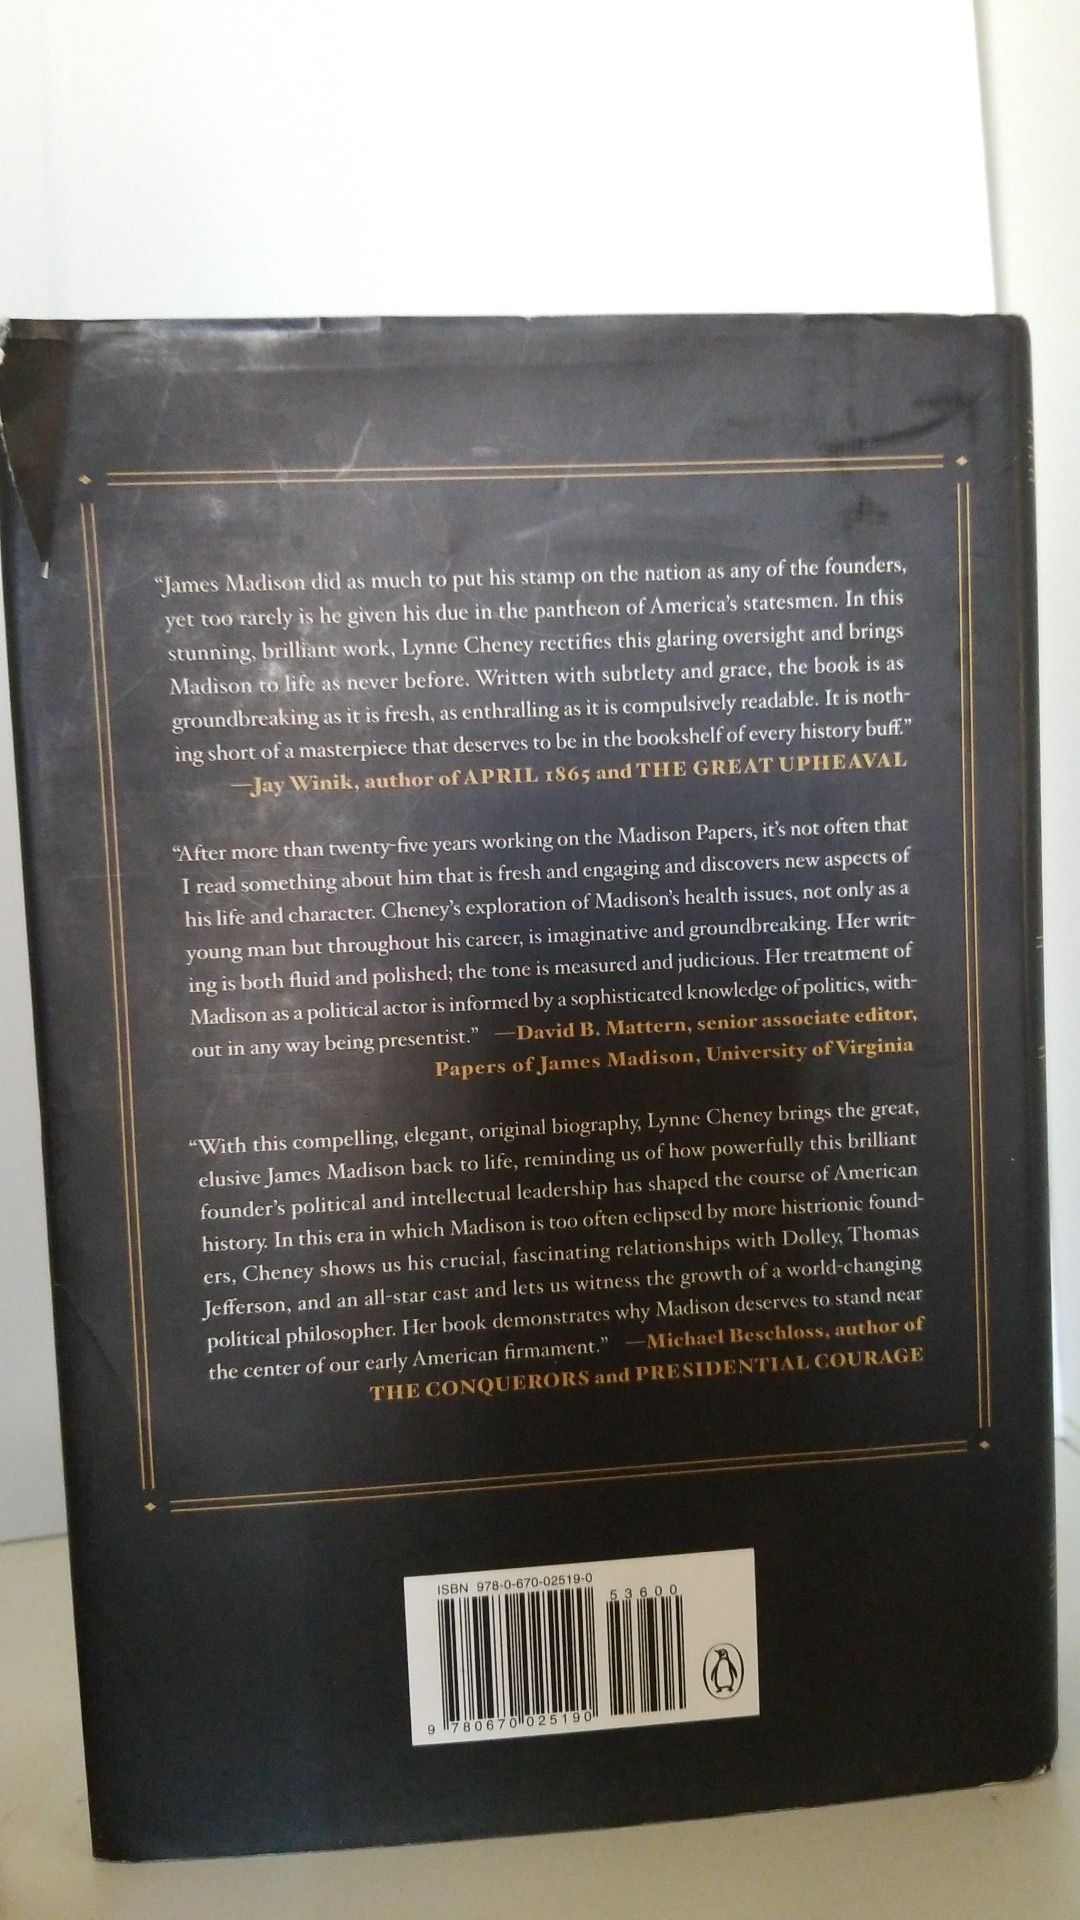 “James Madison did as much to put his stamp on the nation as any of the founders,
yet too rarely is he given his due in the pantheon of America’s statesmen. In this
stunning, brilliant work, Lynne Cheney rectifies this glaring oversight and brings
Madison to life as never before. Written with subtlety and grace, the book is as
groundbreaking as it is fresh, as enthralling as it is compulsively readable. It is noth-
ing short of a masterpiece that deserves to be in the bookshelf of every history buff.”
—Jay Winik, author of APRIL 1865 and THE GREAT UPHEAVAL
“After more than twenty-five years working on the Madison Papers, it’s not often that
I read something about him that is fresh and engaging and discovers new aspects of
his life and character. Cheney’s exploration of Madison’s health issues, not only as a
young man but throughout his career, is imaginative and groundbreaking. Her writ-
ing is both fluid and polished; the tone is measured and judicious. Her treatment of
Madison as a political actor is informed by a sophisticated knowledge of politics, with-
out in any way being presentist.” —David B. Mattern, senior associate editor,
Papers of James Madison, University of Virginia
“With this compelling, elegant, original biography, Lynne Cheney brings the great,
elusive James Madison back to life, reminding us of how powerfully this brilliant
founder’s political and intellectual leadership has shaped the course of American
history. In this era in which Madison is too often eclipsed by more histrionic found-
ers, Cheney shows us his crucial, fascinating relationships with Dolley, Thomas
Jefferson, and an all-star cast and lets us witness the growth of a world-changing
political philosopher. Her book demonstrates why Madison deserves to stand near
the center of our early American firmament.” —Michael Beschloss, author of
THE CONQUERORS and PRESIDENTIAL COURAGE
ISBN 978-0-670-02519-0
53600
9 780670 025190